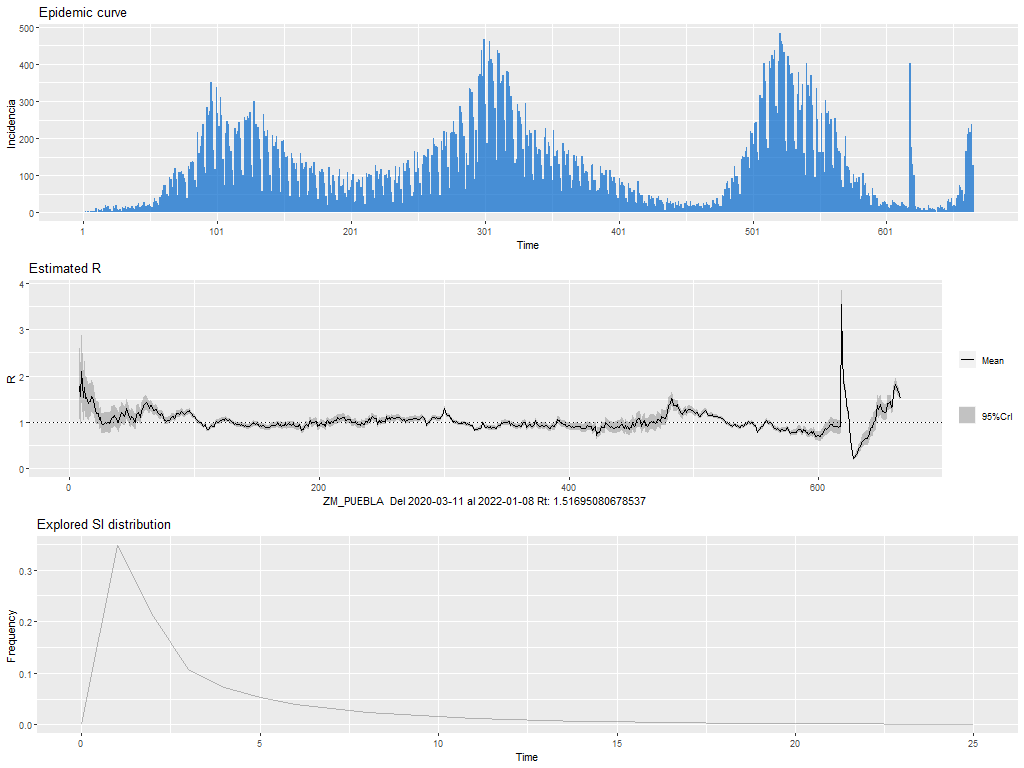 Epidemic curve
500
400
300
200
100
0
Incidencia
1
101
201
301
401
501
601
Time
Estimated R
4
3
2
1
0
R
0
200
400
600
ZM_PUEBLA Del 2020-03-11 al 2022-01-08 Rt: 1.51695080678537
Mean
95%CrI
Explored SI distribution
0.3
0.2
0.1
0.0
Frequency
0
5
10
15
20
25
Time